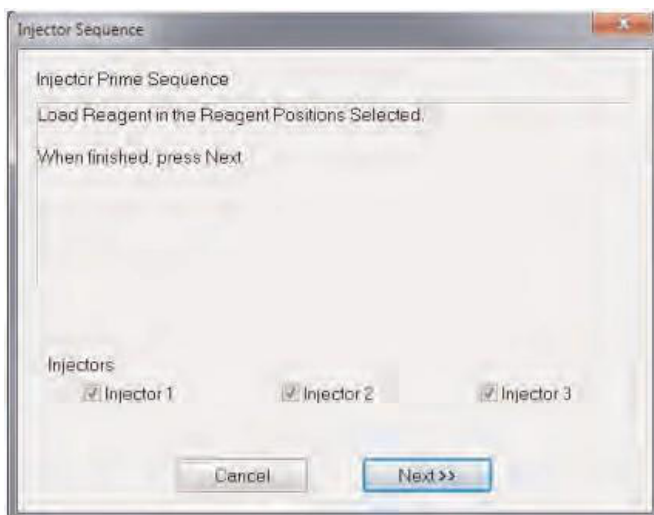 Injector Sequence
Injector Prime Sequence
Load Reagent in the Reagent Positions Selected.
When finished, press Next
Injectors
Injector 1 Injector 2 Injector 3
Cancel Next>>